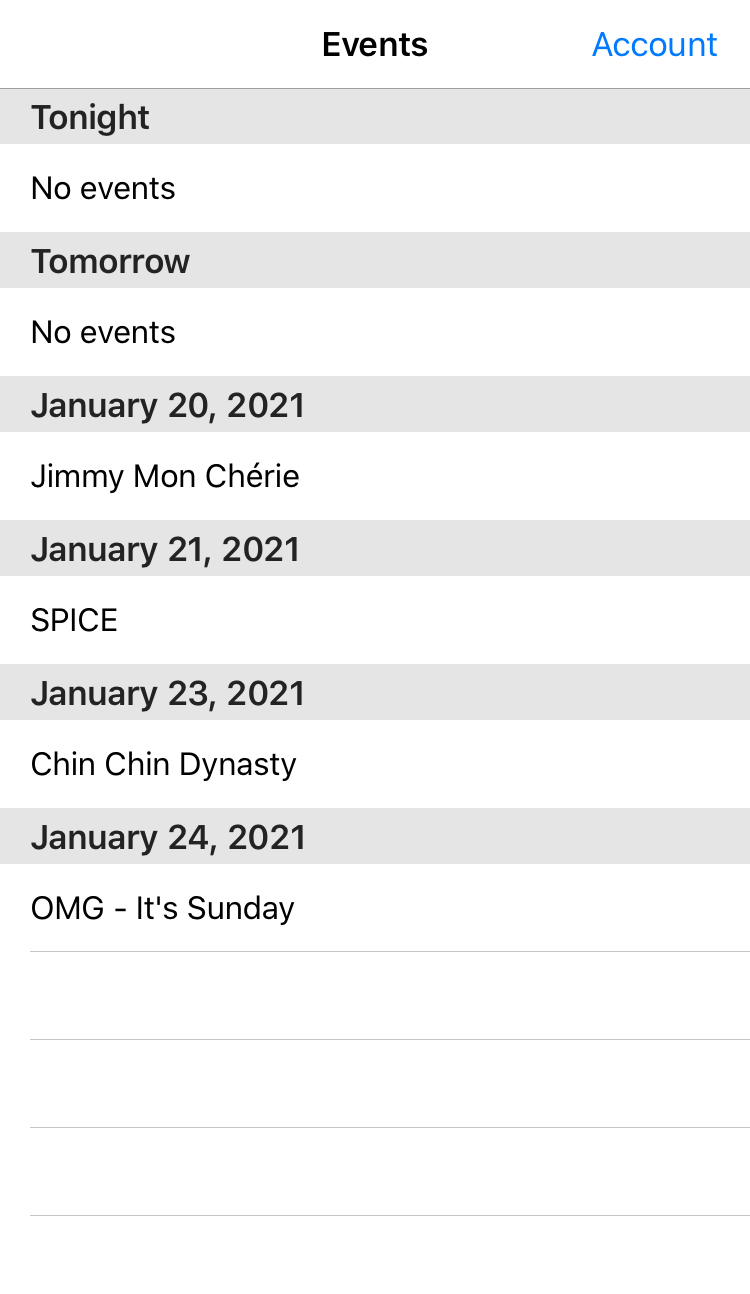 Events
Account
Tonight
No events
Tomorrow
No events
January 20, 2021
Jimmy Mon Chérie
January 21, 2021
SPICE
January 23, 2021
Chin Chin Dynasty
January 24, 2021
OMG - It's Sunday